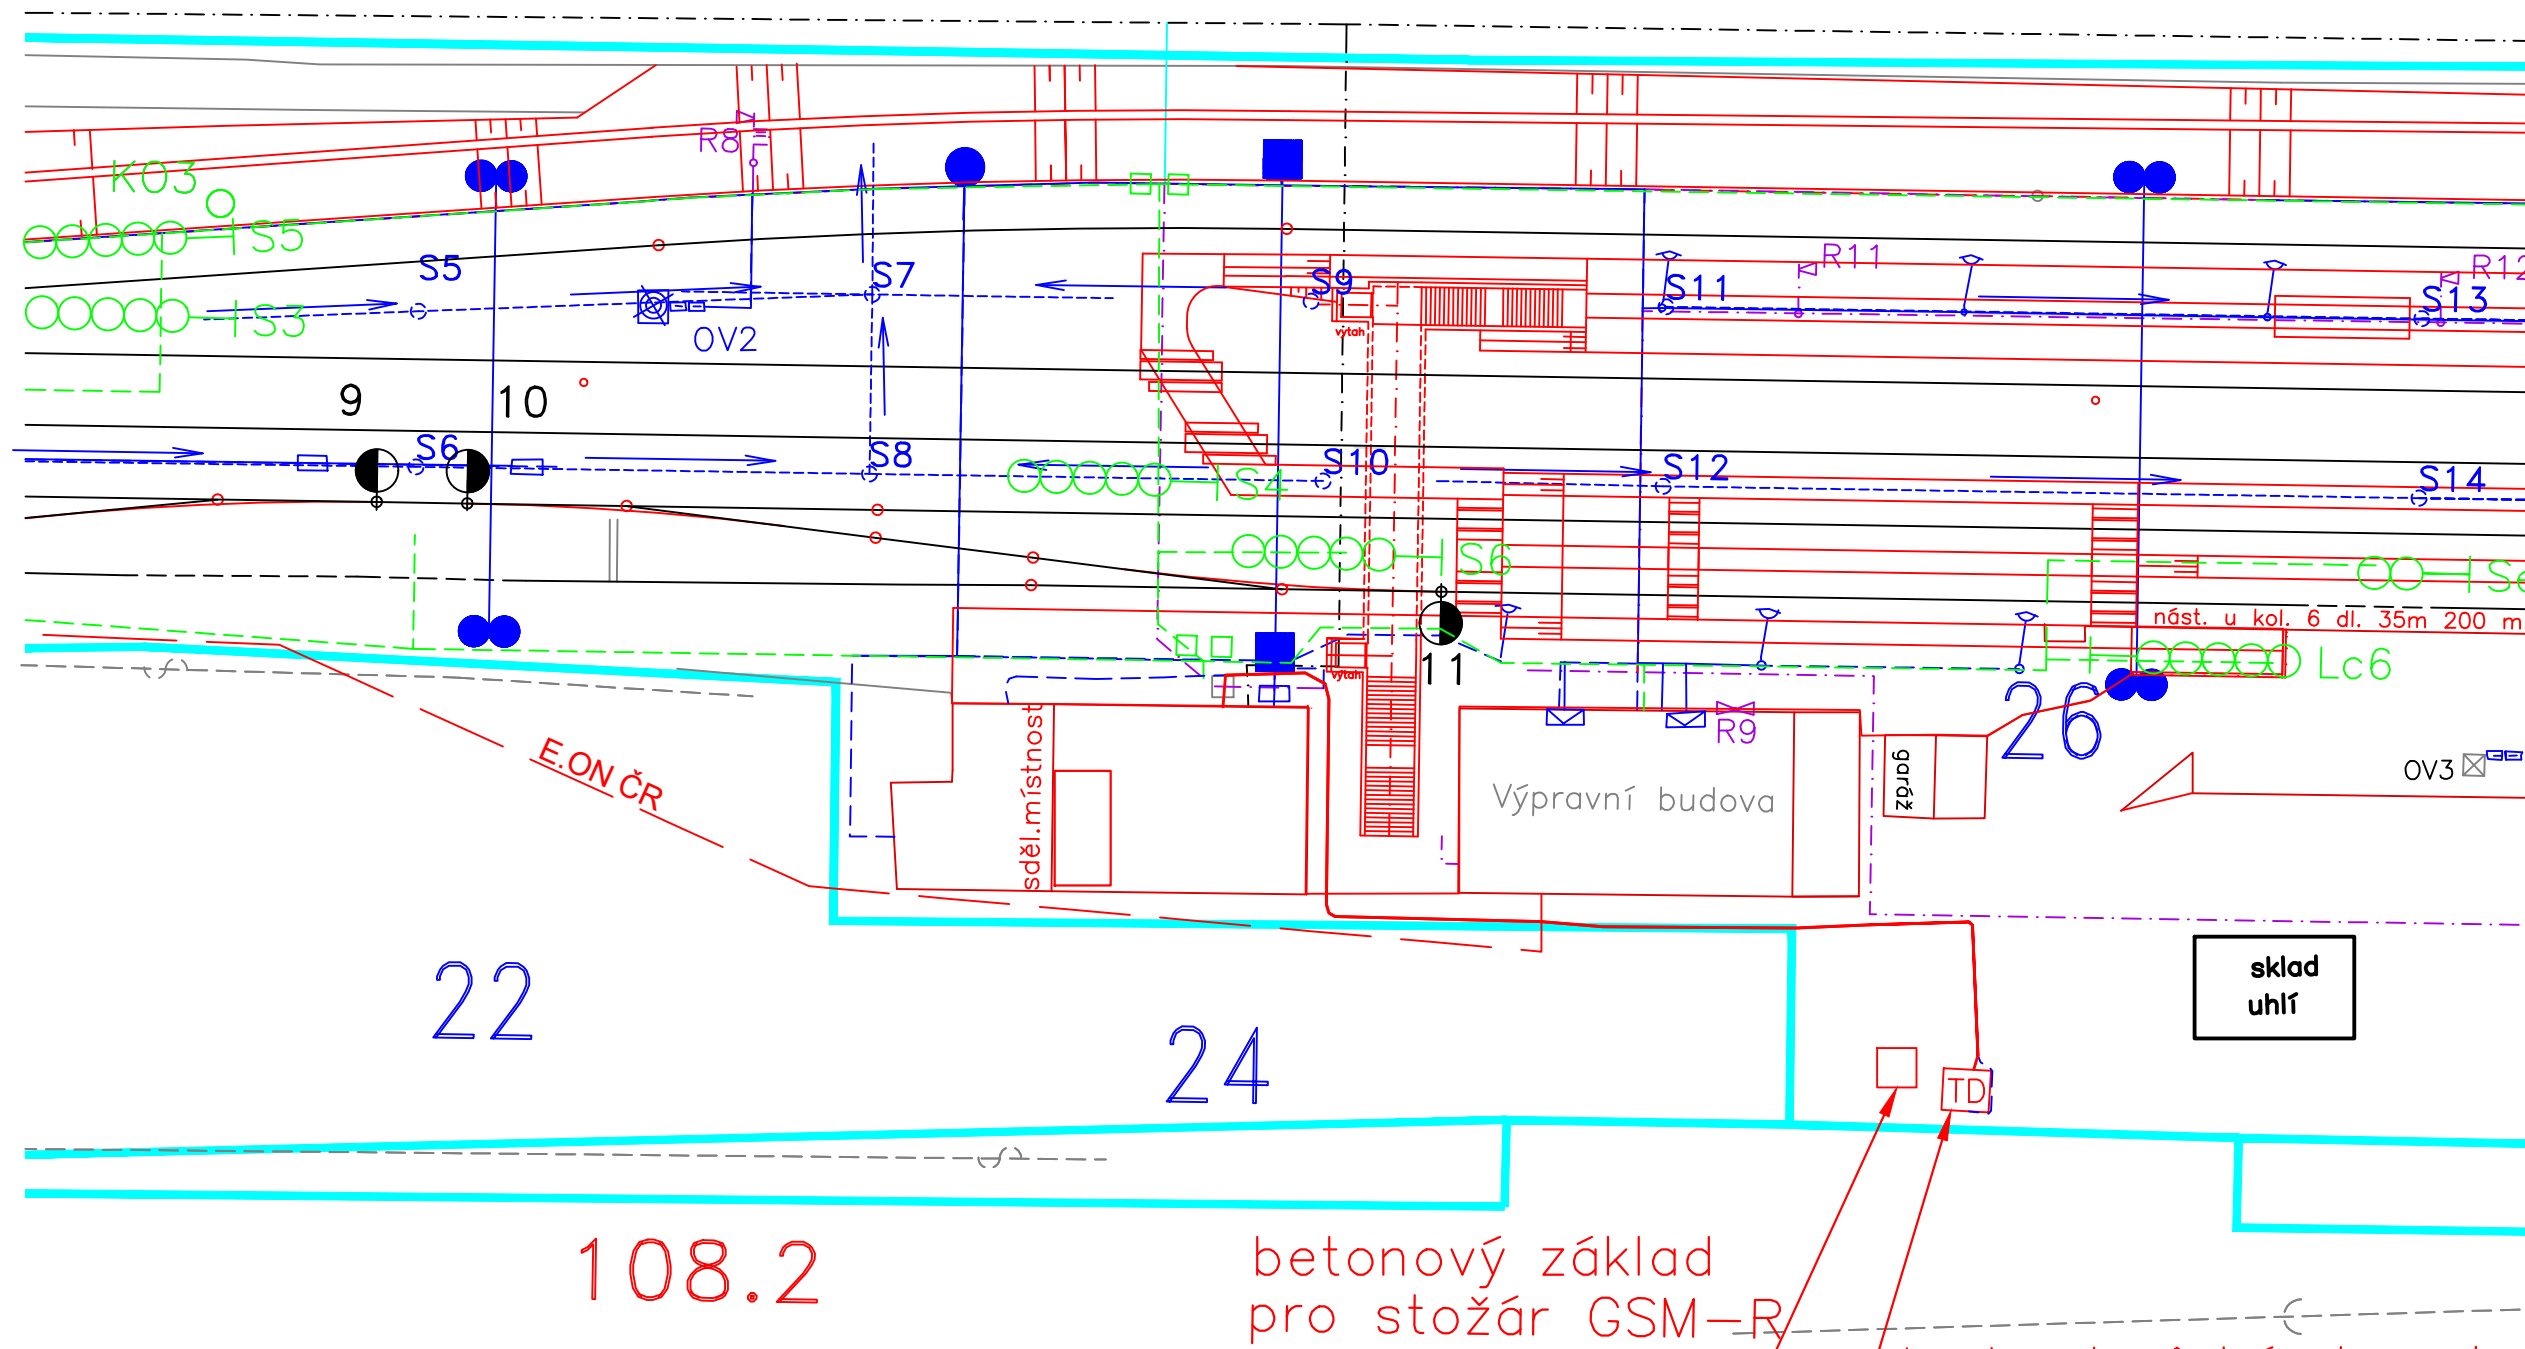 R8
KO3
S5
S5
S7
S9
R11
S11
R12
S13
S3
OV2
výtah
9
10
S6
S8
S4
S10
S12
S14
S6
nást. u kol. 6 dl. 35m 200 m
11
výtah
Lc6
26
R9
E.ON ČR
sděl.místnost
Výpravní budova
garáž
OV3
sklad
uhlí
22
24
TD
108.2
betonový základ
pro stožár GSM-R